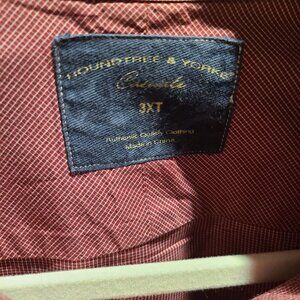 ROUNDTREE & YORKE
Casuals
3XT
Authentic Quality Clothing
Made in China